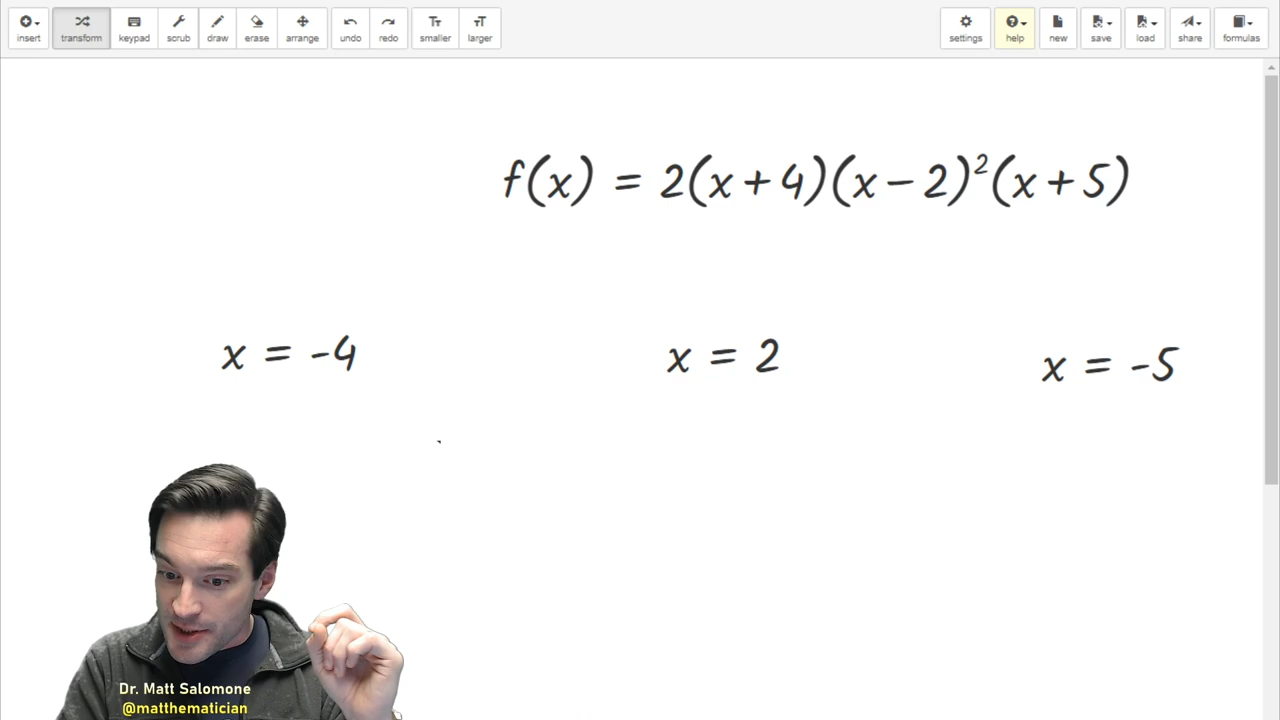 insert transform keypad scrub draw erase arrange undo redo smaller larger settings help new save load share formulas
f(x) = 2(x+4)(x−2)²(x+5)
x = -4
x = 2
x = -5
Dr. Matt Salomone
@matthematician